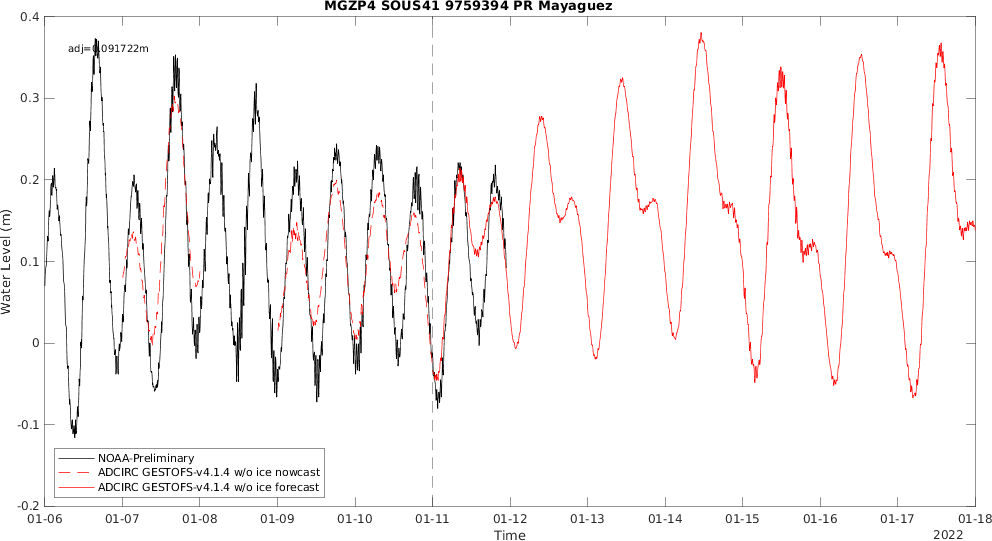 MGZP4 SOUS41 9759394 PR Mayaguez
adj=0.091722m
0.4
0.3
0.2
0.1
0
-0.1
-0.2
Water Level (m)
NOAA-Preliminary
ADCIRC GESTOFS-v4.1.4 w/o ice nowcast
ADCIRC GESTOFS-v4.1.4 w/o ice forecast
01-06 01-07 01-08 01-09 01-10 01-11 01-12 01-13 01-14 01-15 01-16 01-17 01-18
Time
2022